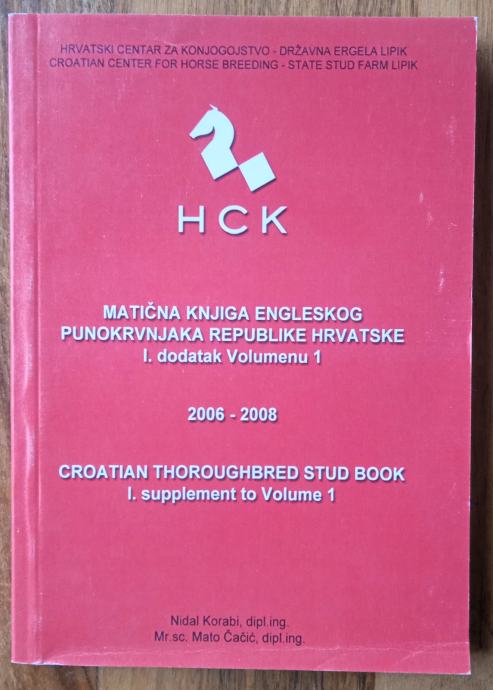 HRVATSKI CENTAR ZA KONJOGOJSTVO - DRŽAVNA ERGELA LIPIK
CROATIAN CENTER FOR HORSE BREEDING - STATE STUD FARM LIPIK
HCK
MATIČNA KNJIGA ENGLESKOG
PUNOKRVNJAKA REPUBLIKE HRVATSKE
I. dodatak Volumenu 1
2006 - 2008
CROATIAN THOROUGHBRED STUD BOOK
I. supplement to Volume 1
Nidal Korabi, dipl.ing.
Mr.sc. Mato Čačić, dipl.ing.